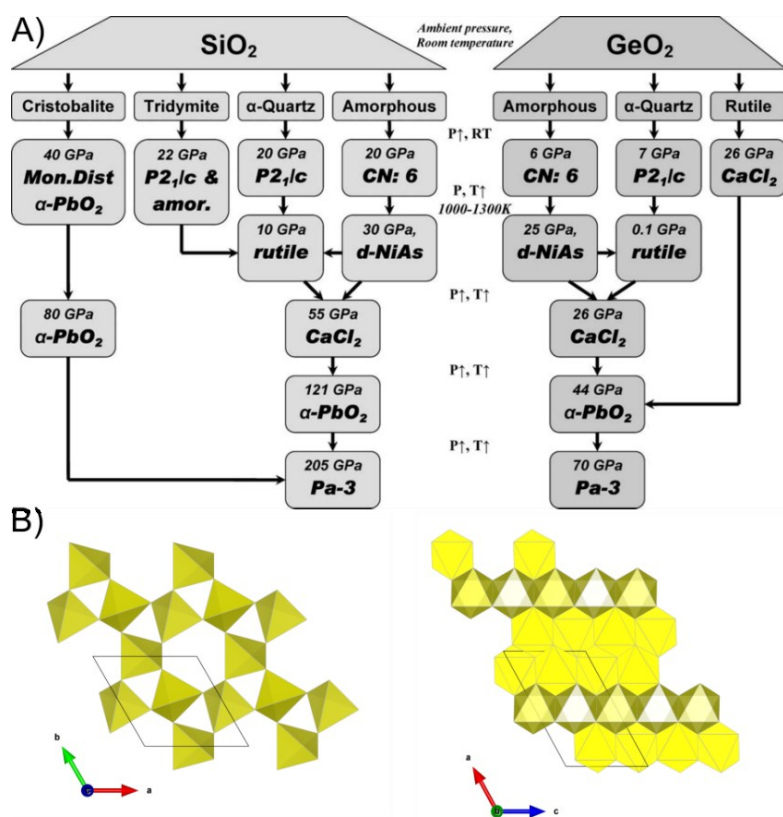 A)
SiO₂
Ambient pressure,
Room temperature
GeO₂
Cristobalite
Tridymite
α-Quartz
Amorphous
Amorphous
α-Quartz
Rutile
P↑, RT
40 GPa
Mon.Dist
α-PbO₂
22 GPa
P2₁/c &
amor.
20 GPa
P2₁/c
20 GPa
CN: 6
6 GPa
CN: 6
7 GPa
P2₁/c
26 GPa
CaCl₂
P, T↑
1000-1300K
10 GPa
rutile
30 GPa,
d-NiAs
25 GPa,
d-NiAs
0.1 GPa
rutile
P↑, T↑
80 GPa
α-PbO₂
55 GPa
CaCl₂
26 GPa
CaCl₂
P↑, T↑
121 GPa
α-PbO₂
44 GPa
α-PbO₂
P↑, T↑
205 GPa
Pa-3
70 GPa
Pa-3
B)
b
a
a
c